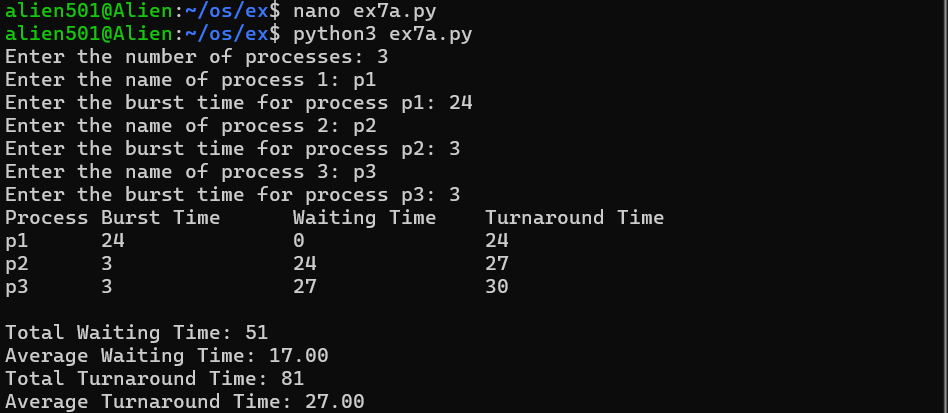 alien501@Alien:~/os/ex$ nano ex7a.py
alien501@Alien:~/os/ex$ python3 ex7a.py
Enter the number of processes: 3
Enter the name of process 1: p1
Enter the burst time for process p1: 24
Enter the name of process 2: p2
Enter the burst time for process p2: 3
Enter the name of process 3: p3
Enter the burst time for process p3: 3
Process Burst Time      Waiting Time    Turnaround Time
p1      24              0               24
p2      3               24              27
p3      3               27              30

Total Waiting Time: 51
Average Waiting Time: 17.00
Total Turnaround Time: 81
Average Turnaround Time: 27.00